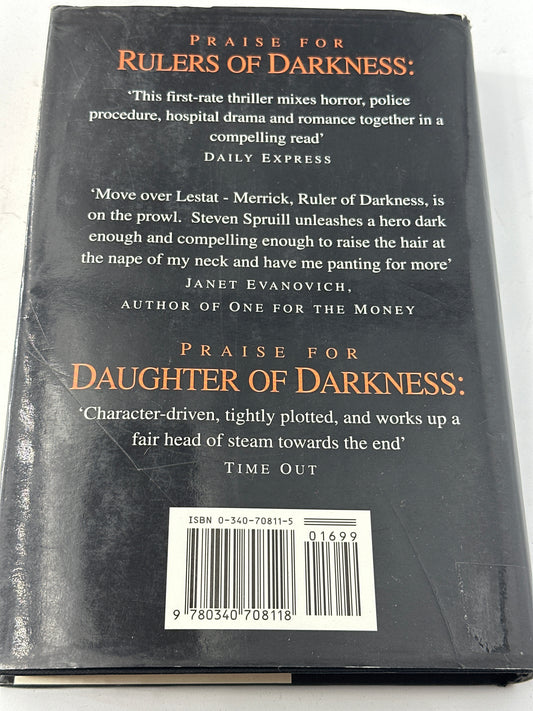 PRAISE FOR
RULERS OF DARKNESS:
‘This first-rate thriller mixes horror, police
procedure, hospital drama and romance together in a
compelling read’
DAILY EXPRESS
‘Move over Lestat - Merrick, Ruler of Darkness, is
on the prowl. Steven Spruill unleashes a hero dark
enough and compelling enough to raise the hair at
the nape of my neck and have me panting for more’
JANET EVANOVICH,
AUTHOR OF ONE FOR THE MONEY
PRAISE FOR
DAUGHTER OF DARKNESS:
‘Character-driven, tightly plotted, and works up a
fair head of steam towards the end’
TIME OUT
ISBN 0-340-70811-5
01699
9 780340 708118